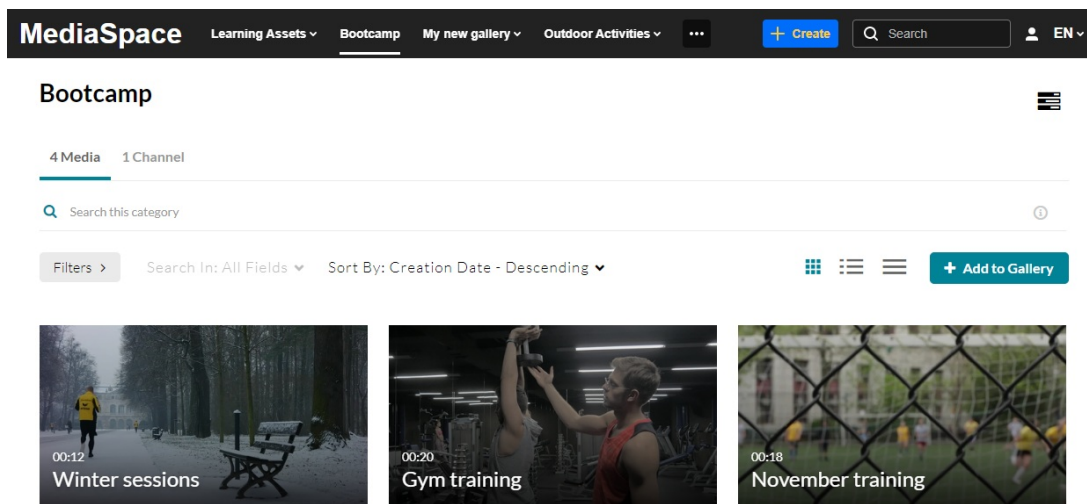 MediaSpace Learning Assets Bootcamp My new gallery Outdoor Activities ••• + Create Search EN
Bootcamp
4 Media 1 Channel
Search this category
Filters > Search In: All Fields Sort By: Creation Date - Descending + Add to Gallery
00:12 00:20 00:18
Winter sessions Gym training November training